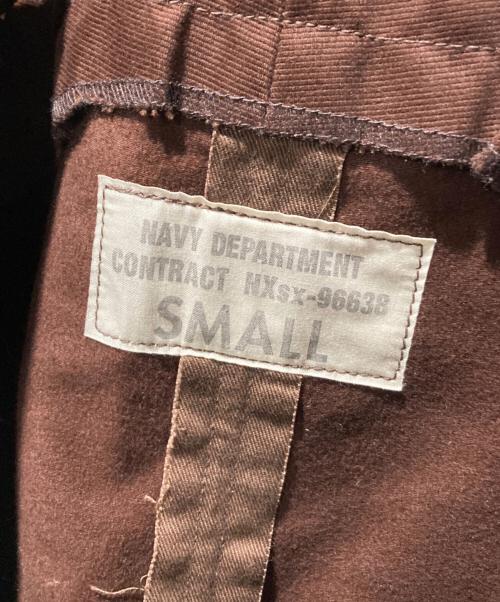 NAVY DEPARTMENT
CONTRACT NXsx-96638
SMALL